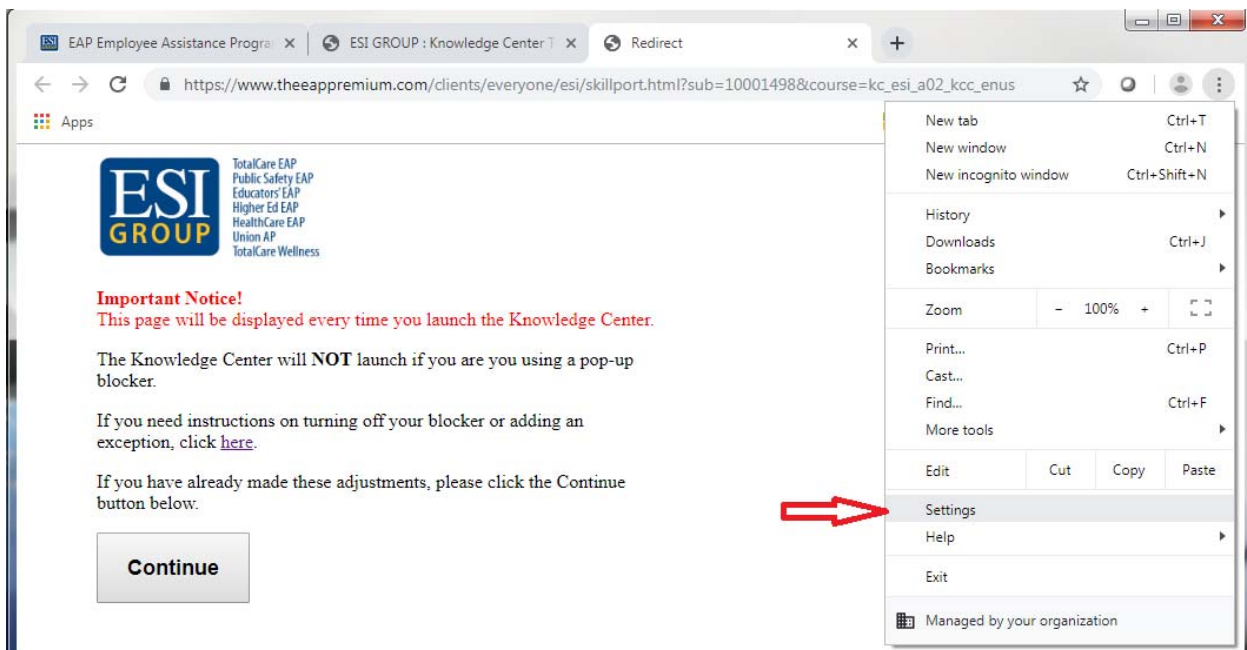 EAP Employee Assistance Progra
ESI GROUP : Knowledge Center T
Redirect
https://www.theeappremium.com/clients/everyone/esi/skillport.html?sub=10001498&course=kc_esi_a02_kcc_enus
Apps
ESI
GROUP
TotalCare EAP
Public Safety EAP
Educators' EAP
Higher Ed EAP
HealthCare EAP
Union AP
TotalCare Wellness
Important Notice!
This page will be displayed every time you launch the Knowledge Center.
The Knowledge Center will NOT launch if you are you using a pop-up
blocker.
If you need instructions on turning off your blocker or adding an
exception, click here.
If you have already made these adjustments, please click the Continue
button below.
Continue
New tab Ctrl+T
New window Ctrl+N
New incognito window Ctrl+Shift+N
History
Downloads Ctrl+J
Bookmarks
Zoom - 100% +
Print... Ctrl+P
Cast...
Find... Ctrl+F
More tools
Edit Cut Copy Paste
Settings
Help
Exit
Managed by your organization